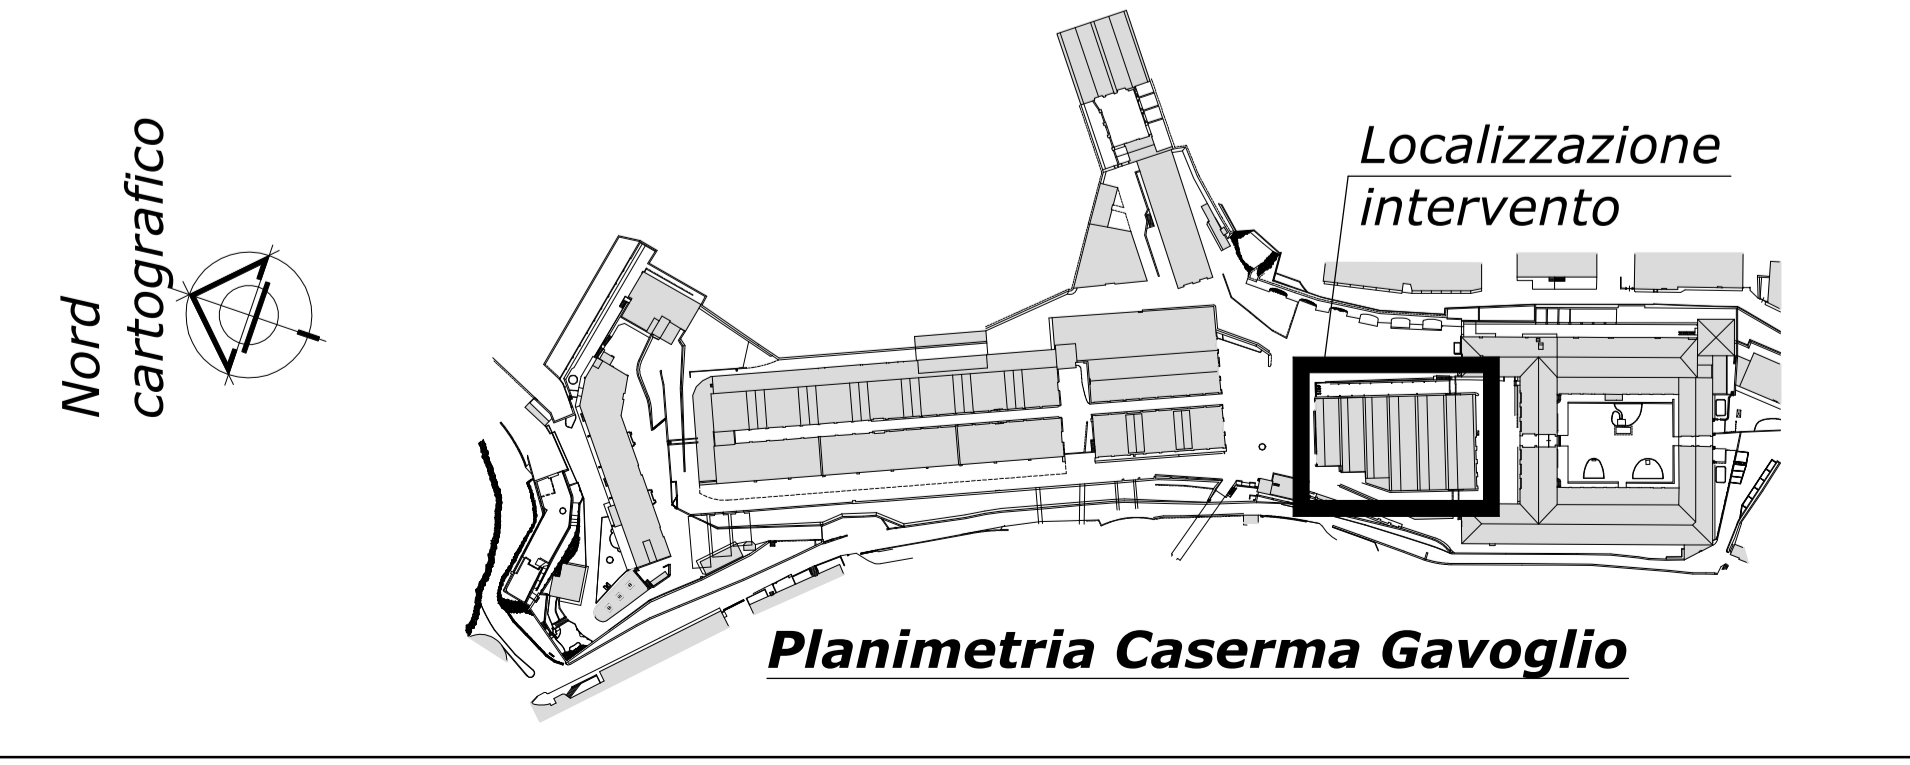 Nord
cartografico
Localizzazione
intervento
Planimetria Caserma Gavoglio